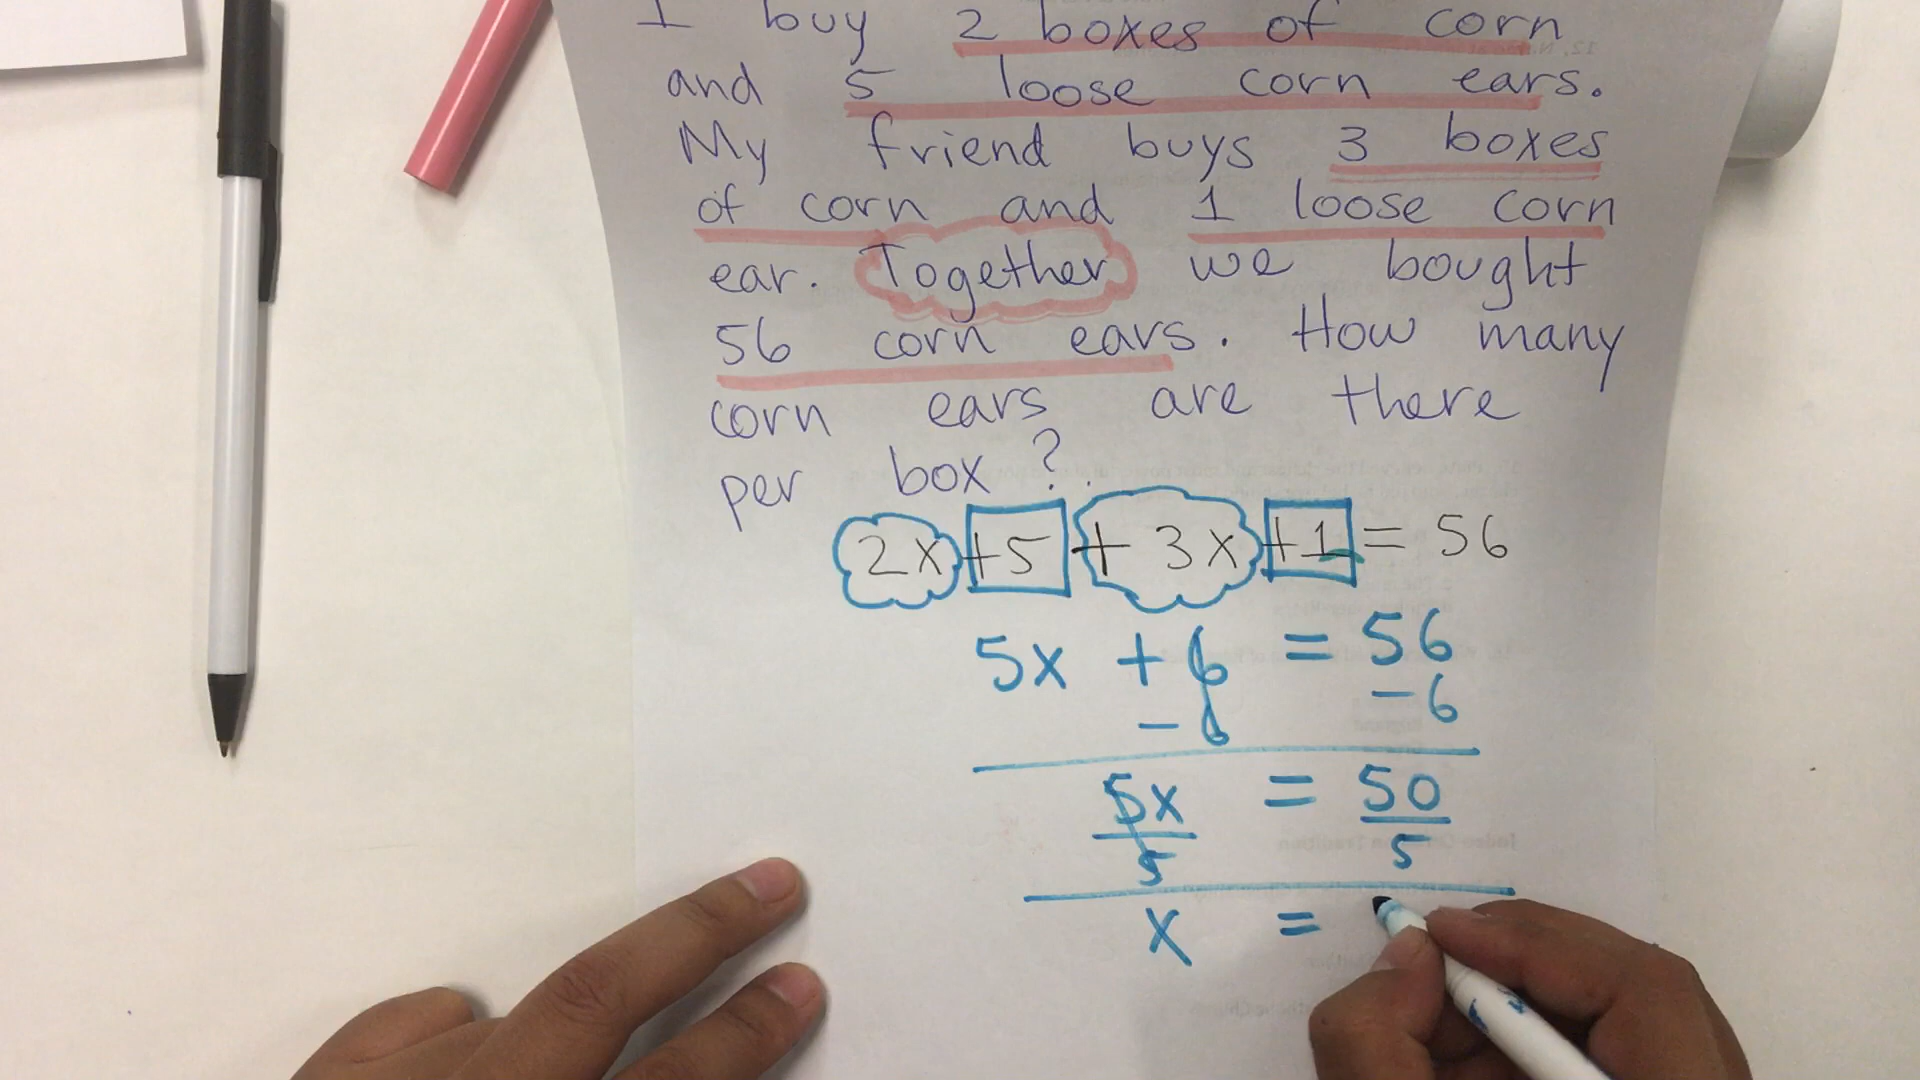 I buy 2 boxes of corn
and 5 loose corn ears.
My friend buys 3 boxes
of corn and 1 loose corn
ear. Together we bought
56 corn ears. How many
corn ears are there
per box?
2x +5 + 3x +1 = 56
5x + 6 = 56
- 6 - 6
5x = 50
5 5
x =